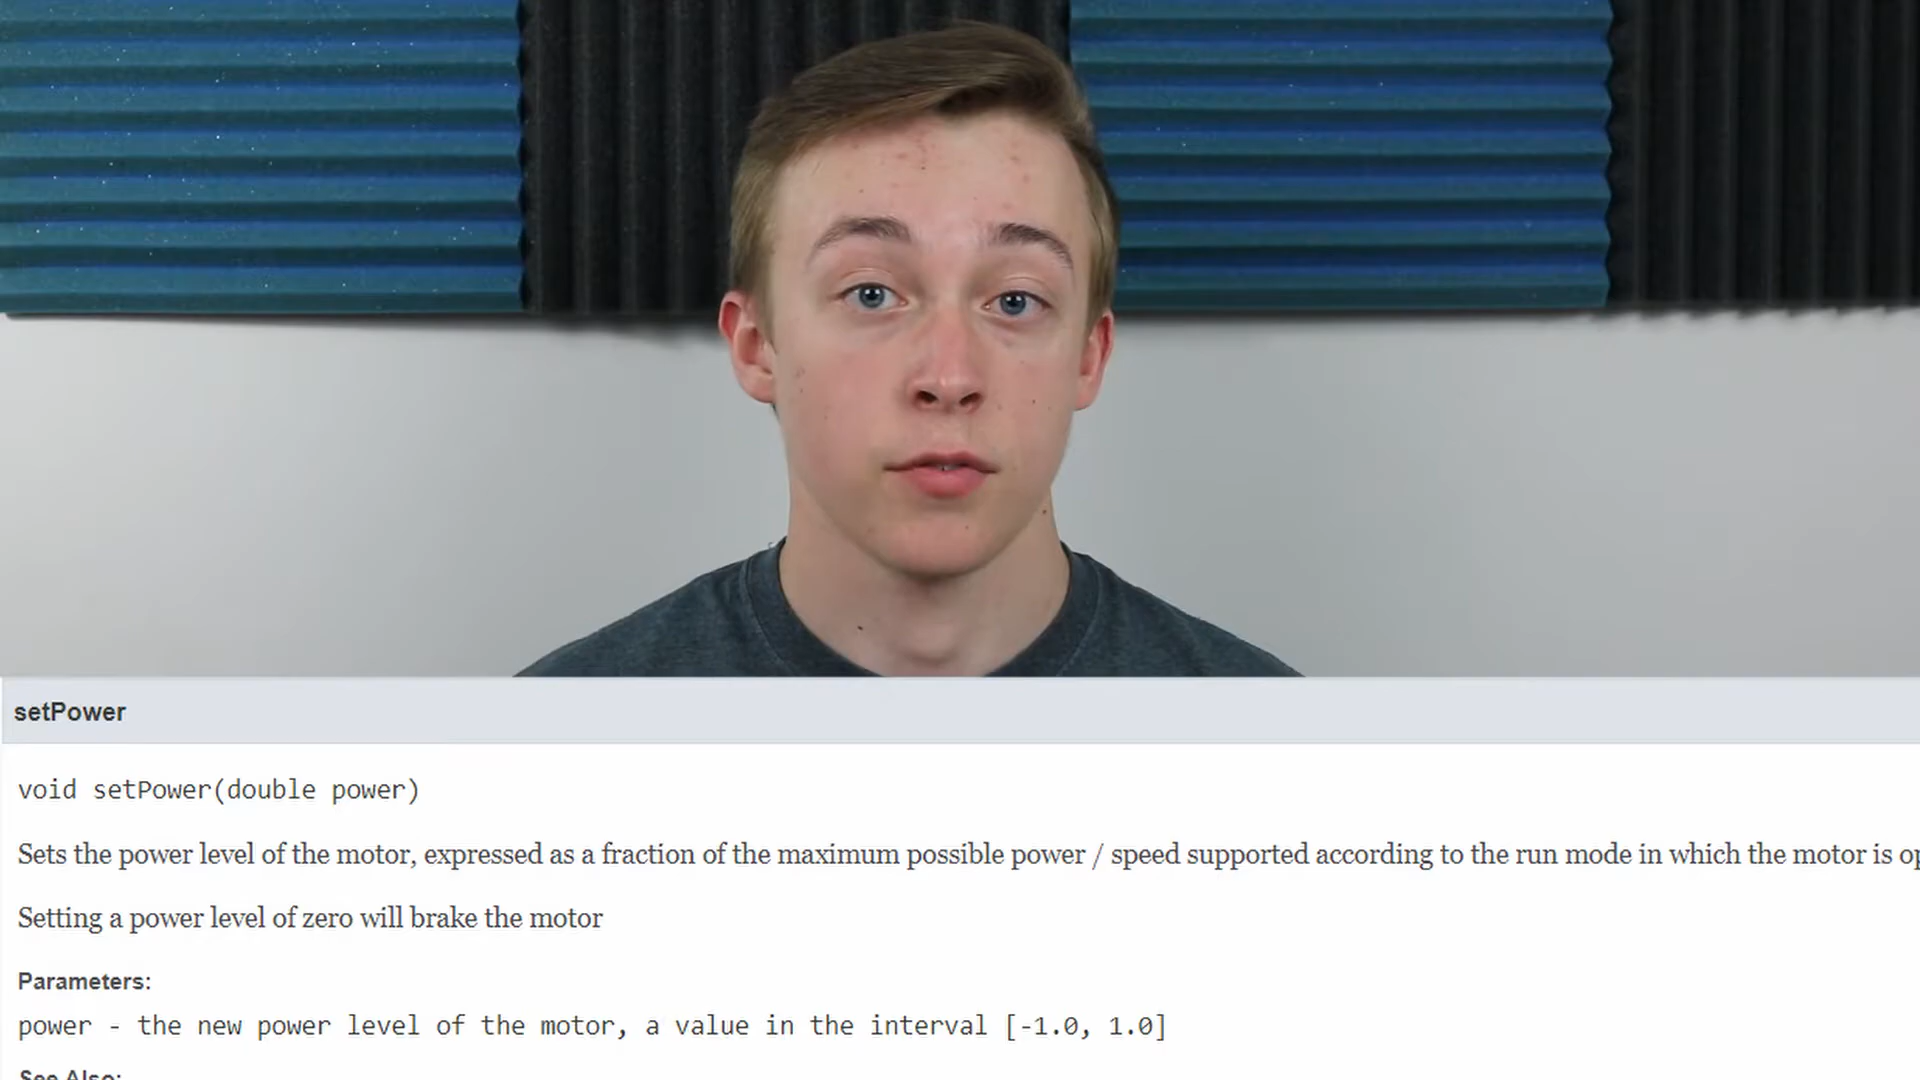 setPower
void setPower(double power)
Sets the power level of the motor, expressed as a fraction of the maximum possible power / speed supported according to the run mode in which the motor is
Setting a power level of zero will brake the motor
Parameters:
power - the new power level of the motor, a value in the interval [-1.0, 1.0]
See Also: